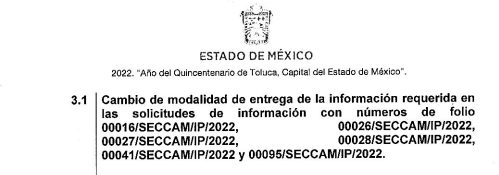 ESTADO DE MÉXICO
2022. "Año del Quincentenario de Toluca, Capital del Estado de México".
3.1 Cambio de modalidad de entrega de la información requerida en
las solicitudes de información con números de folio
00016/SECCAM/IP/2022, 00026/SECCAM/IP/2022,
00027/SECCAM/IP/2022, 00028/SECCAM/IP/2022,
00041/SECCAM/IP/2022 y 00095/SECCAM/IP/2022.